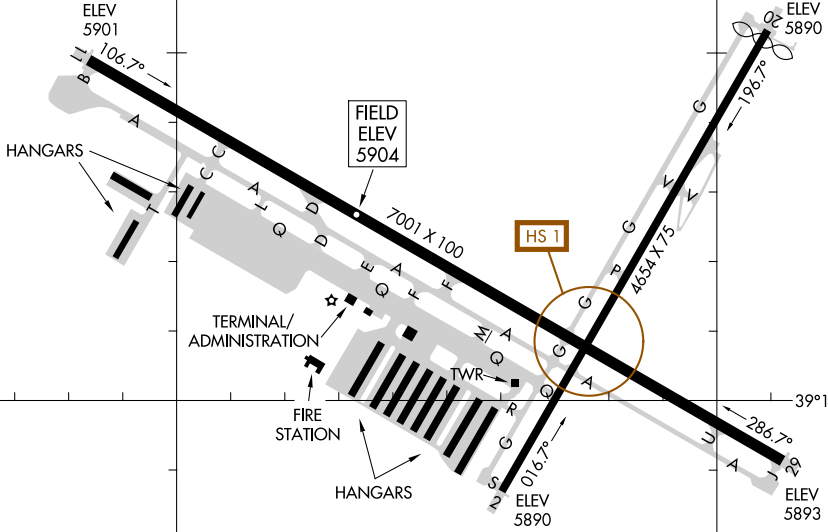 ELEV
5901
11
106.7°
B
A
HANGARS
C
C
T
A
L
Q
D
D
FIELD
ELEV
5904
7001 X 100
E
A
Q
F
F
TERMINAL/
ADMINISTRATION
FIRE
STATION
HANGARS
M
A
Q
TWR
R
G
S
2
016.7°
ELEV
5890
HS 1
G
G
Q
A
P
G
4654 X 75
V
V
G
196.7°
20
ELEV
5890
39°1
286.7°
U
A
J
29
ELEV
5893